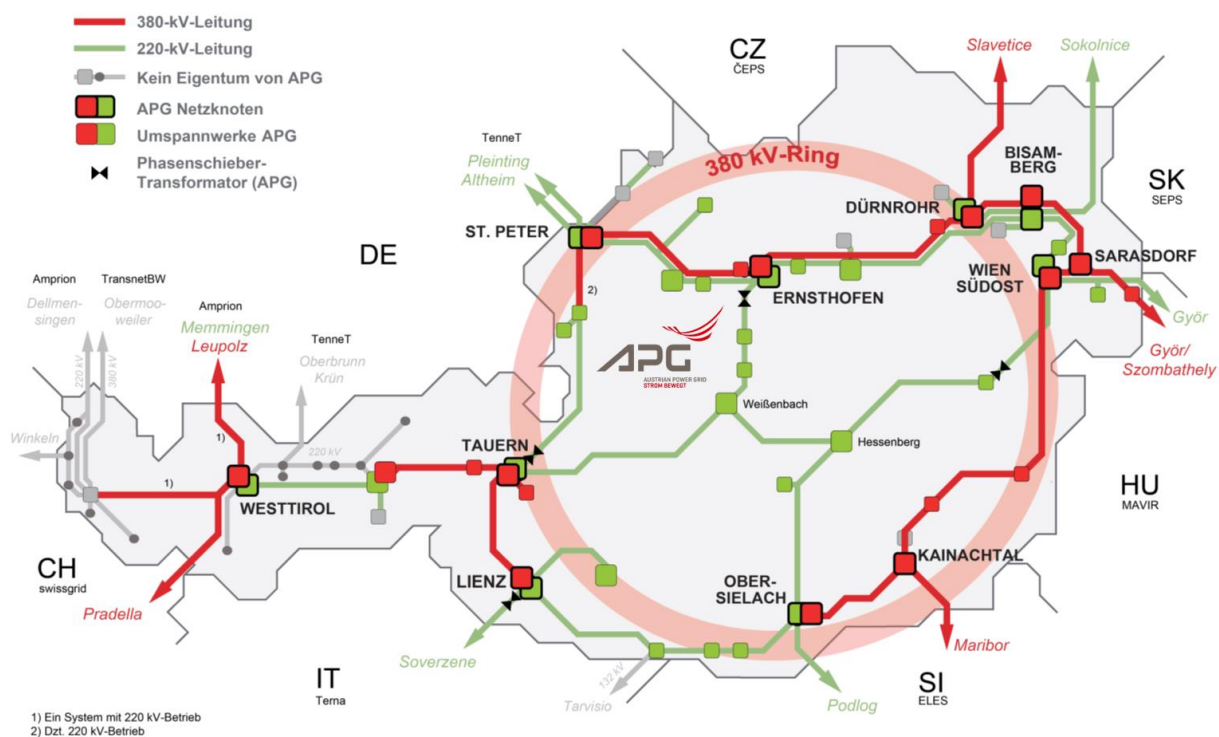 380-kV-Leitung
220-kV-Leitung
Kein Eigentum von APG
APG Netzknoten
Umspannwerke APG
Phasenschieber-
Transformator (APG)
CZ
ČEPS
Slavetice
Sokolnice
TenneT
Pleinting
Altheim
380 kV-Ring
BISAM-
BERG
SK
SEPS
DÜRNROHR
ST. PETER
DE
SARASDORF
WIEN
SÜDOST
ERNSTHOFEN
2)
Amprion
Dellmen-
singen
TransnetBW
Obermoo-
weiler
Amprion
Memmingen
Leupolz
TenneT
Oberbrunn
Krün
Györ
Györ/
Szombathely
APG
AUSTRIAN POWER GRID
STROM BEWEGT
220 kV
380 kV
Weißenbach
Winkeln
1)
220 kV
TAUERN
Hessenberg
1)
WESTTIROL
HU
MAVIR
CH
swissgrid
KAINACHTAL
LIENZ
OBER-
SIELACH
Pradella
Maribor
Soverzene
IT
Terna
132 kV
Tarvisio
Podlog
SI
ELES
1) Ein System mit 220 kV-Betrieb
2) Dzt. 220 kV-Betrieb